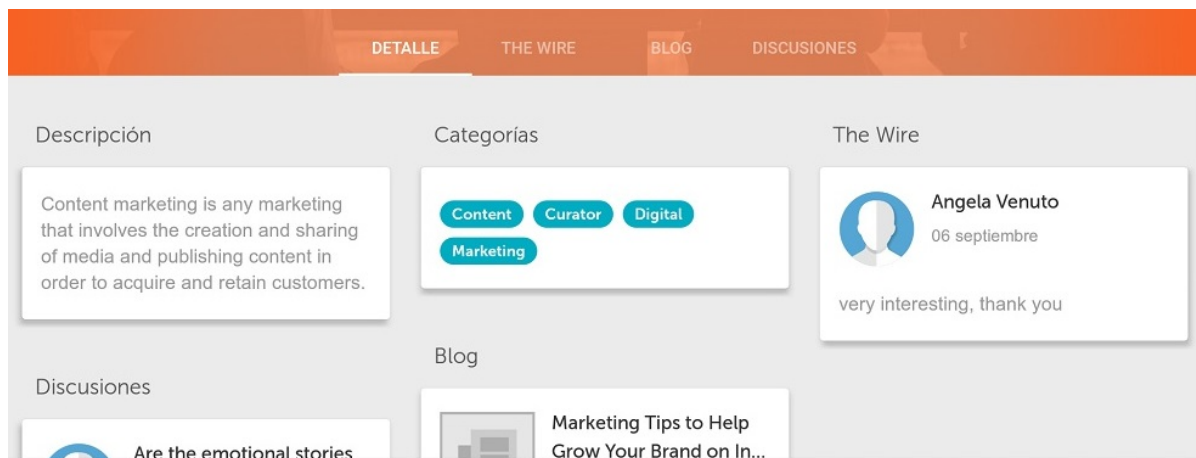 DETALLE THE WIRE BLOG DISCUSIONES
Descripción
Content marketing is any marketing
that involves the creation and sharing
of media and publishing content in
order to acquire and retain customers.
Discusiones
Are the emotional stories
Categorías
Content Curator Digital
Marketing
Blog
Marketing Tips to Help
Grow Your Brand on In...
The Wire
Angela Venuto
06 septiembre
very interesting, thank you